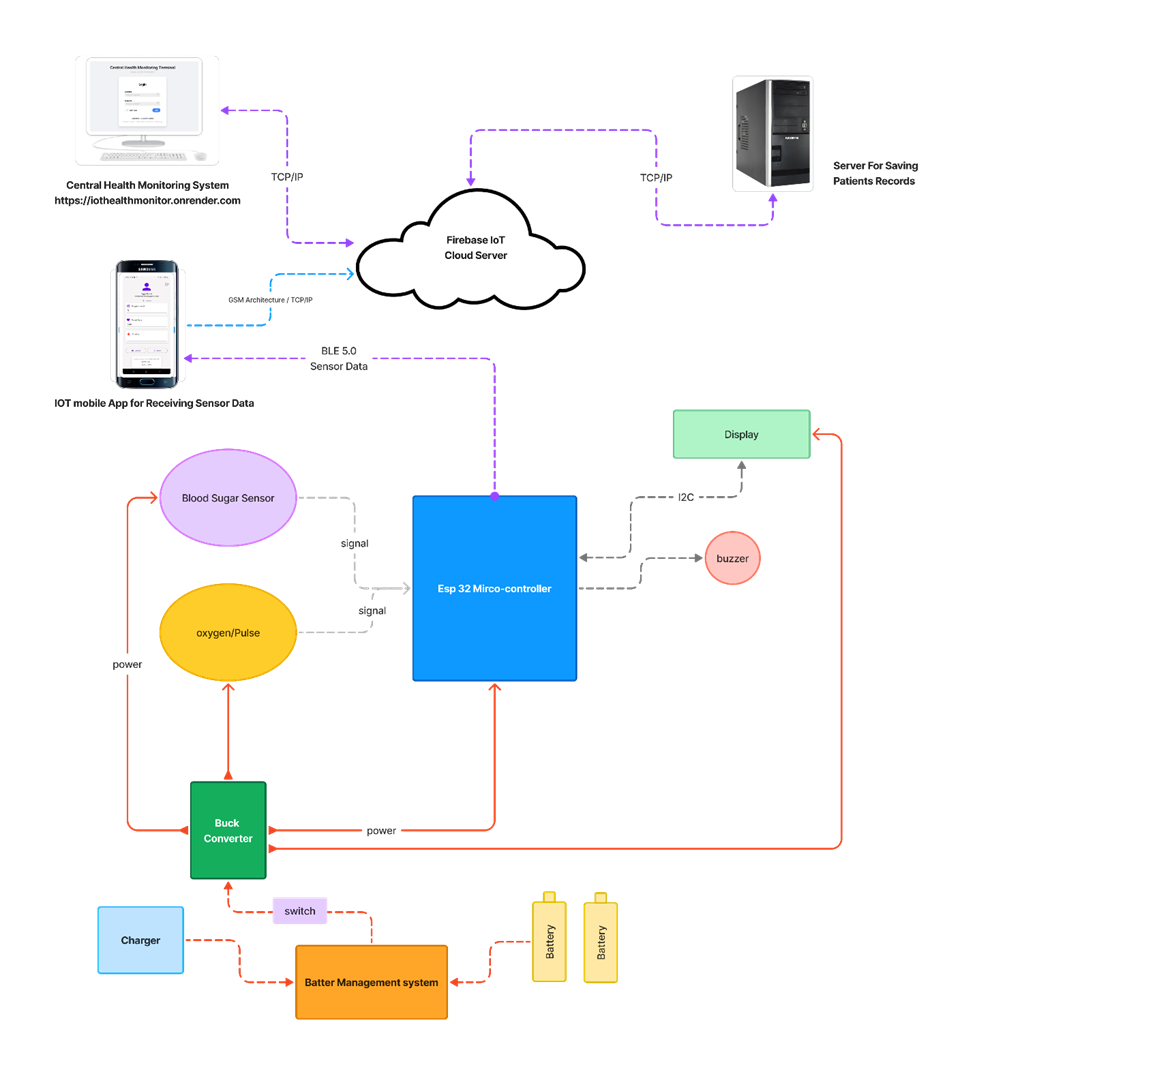 Central Health Monitoring Terminal
Login
Central Health Monitoring System
https://iothealthmonitor.onrender.com
TCP/IP
TCP/IP
Server For Saving
Patients Records
Firebase IoT
Cloud Server
SAMSUNG
GSM Architecture / TCP/IP
BLE 5.0
Sensor Data
IOT mobile App for Receiving Sensor Data
Display
Blood Sugar Sensor
I2C
signal
buzzer
Esp 32 Mirco-controller
signal
oxygen/Pulse
power
Buck
Converter
power
switch
Charger
Battery
Battery
Batter Management system